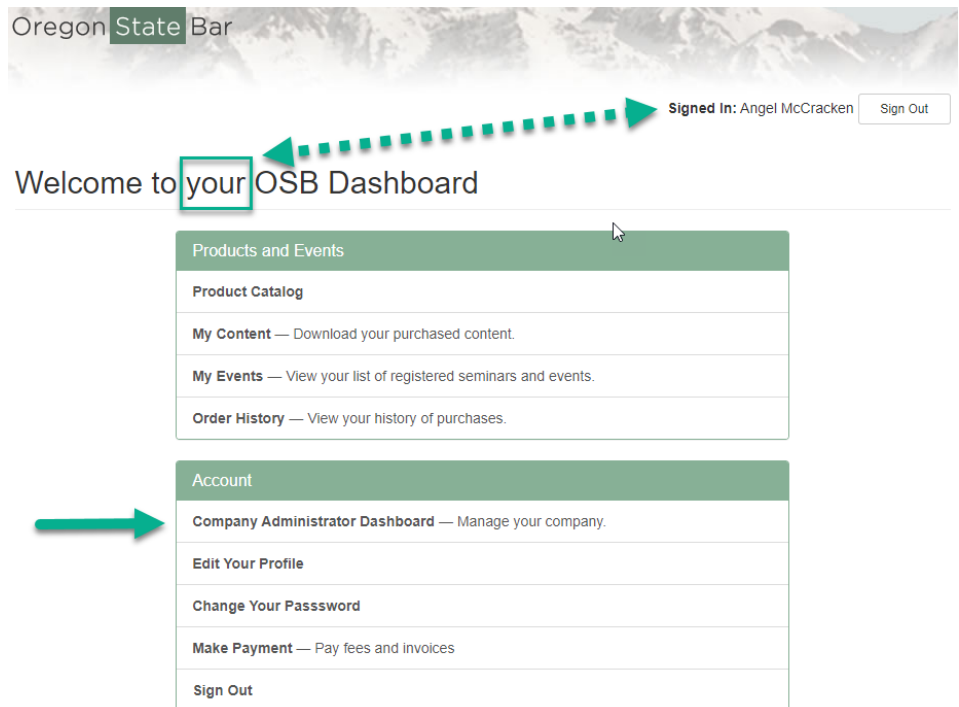 Oregon State Bar
Signed In: Angel McCracken Sign Out
Welcome to your OSB Dashboard
Products and Events
Product Catalog
My Content — Download your purchased content.
My Events — View your list of registered seminars and events.
Order History — View your history of purchases.
Account
Company Administrator Dashboard — Manage your company.
Edit Your Profile
Change Your Passsword
Make Payment — Pay fees and invoices
Sign Out